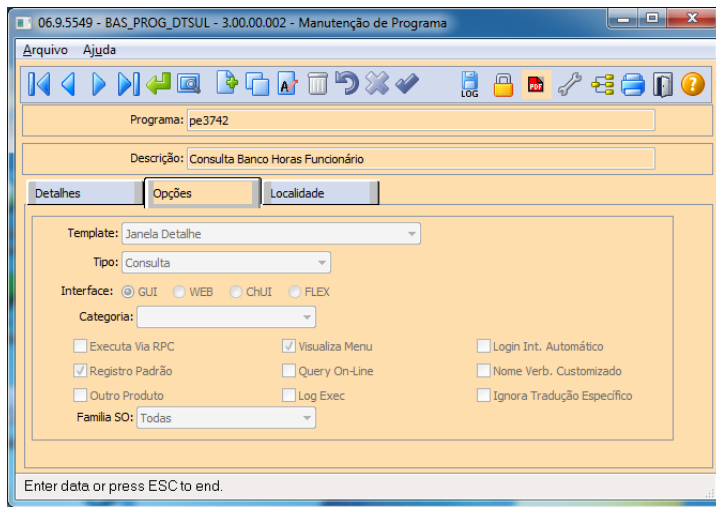 06.9.5549 - BAS_PROG_DTSUL - 3.00.00.002 - Manutenção de Programa
Arquivo Ajuda
LOG PDF
Programa: pe3742
Descrição: Consulta Banco Horas Funcionário
Detalhes Opções Localidade
Template: Janela Detalhe
Tipo: Consulta
Interface: GUI WEB ChUI FLEX
Categoria:
Executa Via RPC Visualiza Menu Login Int. Automático
Registro Padrão Query On-Line Nome Verb. Customizado
Outro Produto Log Exec Ignora Tradução Específico
Familia SO: Todas
Enter data or press ESC to end.